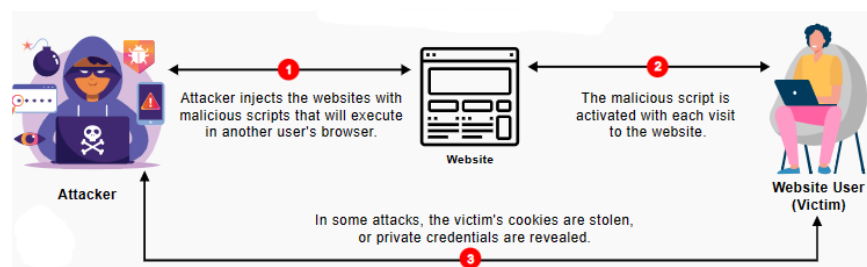 1
Attacker injects the websites with
malicious scripts that will execute
in another user's browser.
Attacker
Website
2
The malicious script is
activated with each visit
to the website.
Website User
(Victim)
In some attacks, the victim's cookies are stolen,
or private credentials are revealed.
3